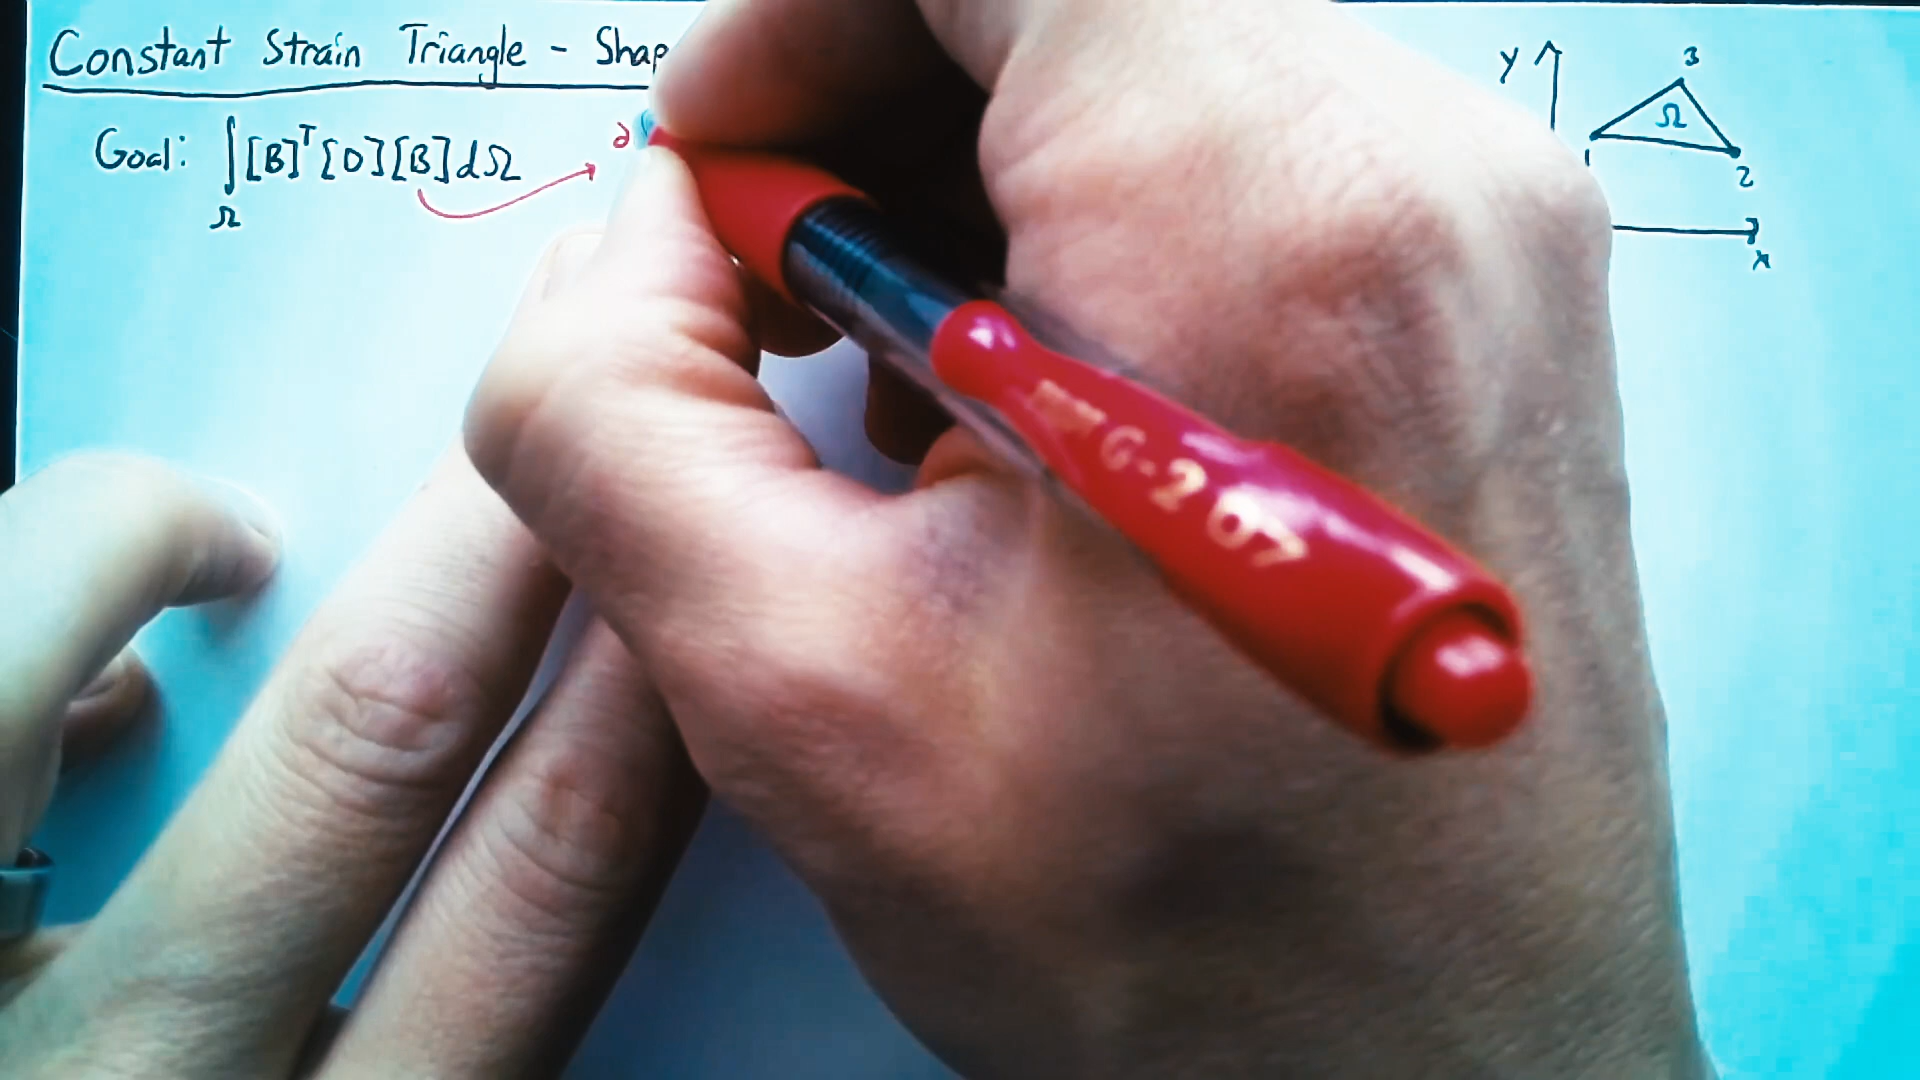 Constant Strain Triangle - Shap
Goal: ∫[B]ᵀ[D][B]dΩ
Ω
∂
y
3
Ω
1
2
x
G-2 07